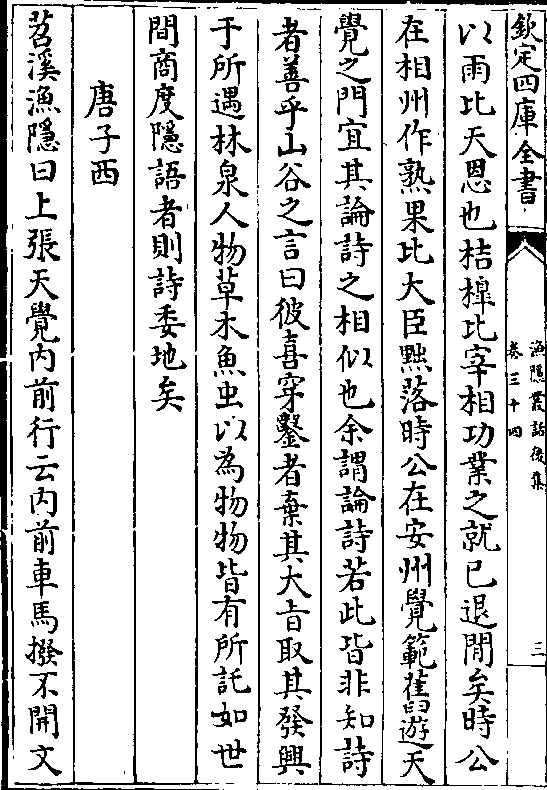 欽定四庫全書
漁隱叢話後集
卷三十四
三
以雨比天恩也桔橰比宰相功業之就已退閒矣時公
在相州作熟果比大臣黜落時公在安州覺範舊遊天
覺之門宜其論詩之相似也余謂論詩若此皆非知詩
者善乎山谷之言曰彼喜穿鑿者棄其大旨取其發興
于所遇林泉人物草木魚虫以為物物皆有所託如世
間商度隱語者則詩委地矣
唐子西
苕溪漁隱曰上張天覺内前行云内前車馬撥不開文